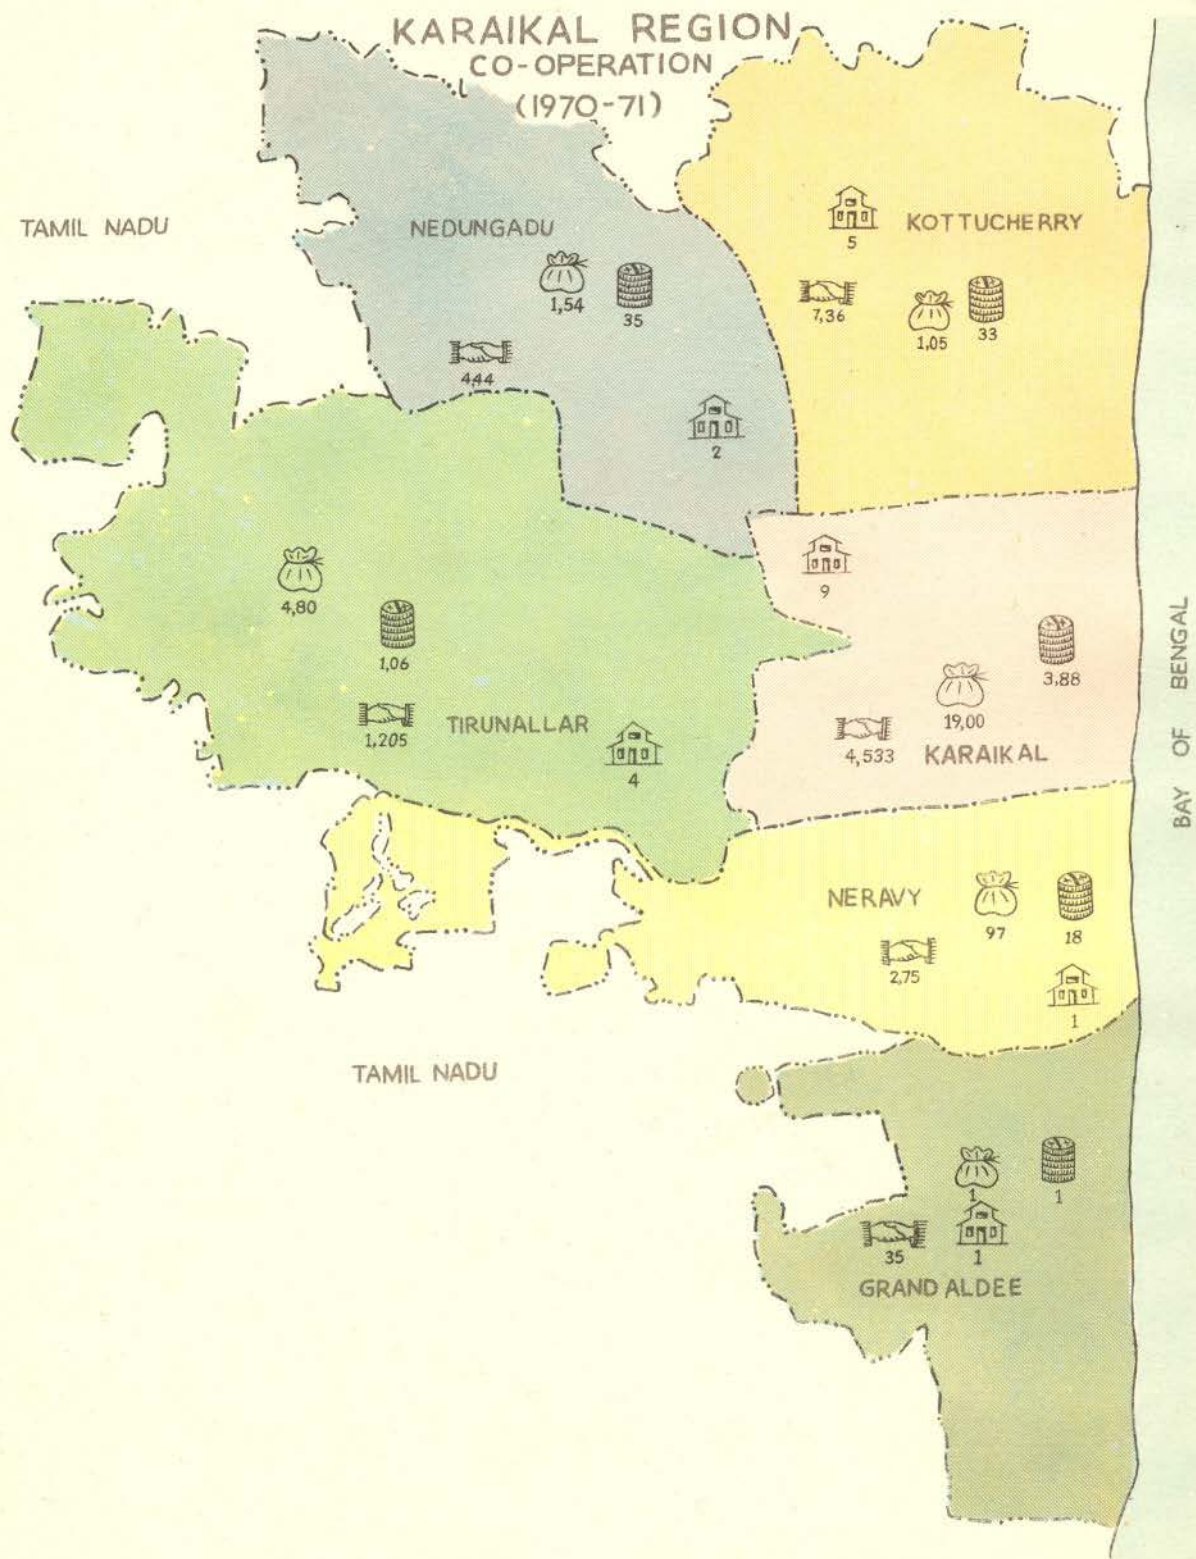 KARAIKAL REGION
CO-OPERATION
(1970-71)
TAMIL NADU
NEDUNGADU
1,54
35
444
2
5
KOTTUCHERRY
7,36
1,05
33
4,80
1,06
1,205
TIRUNALLAR
4
9
3,88
19,00
4,533
KARAIKAL
BAY OF BENGAL
NERAVY
97
18
2,75
1
TAMIL NADU
1
1
35
1
GRAND ALDEE